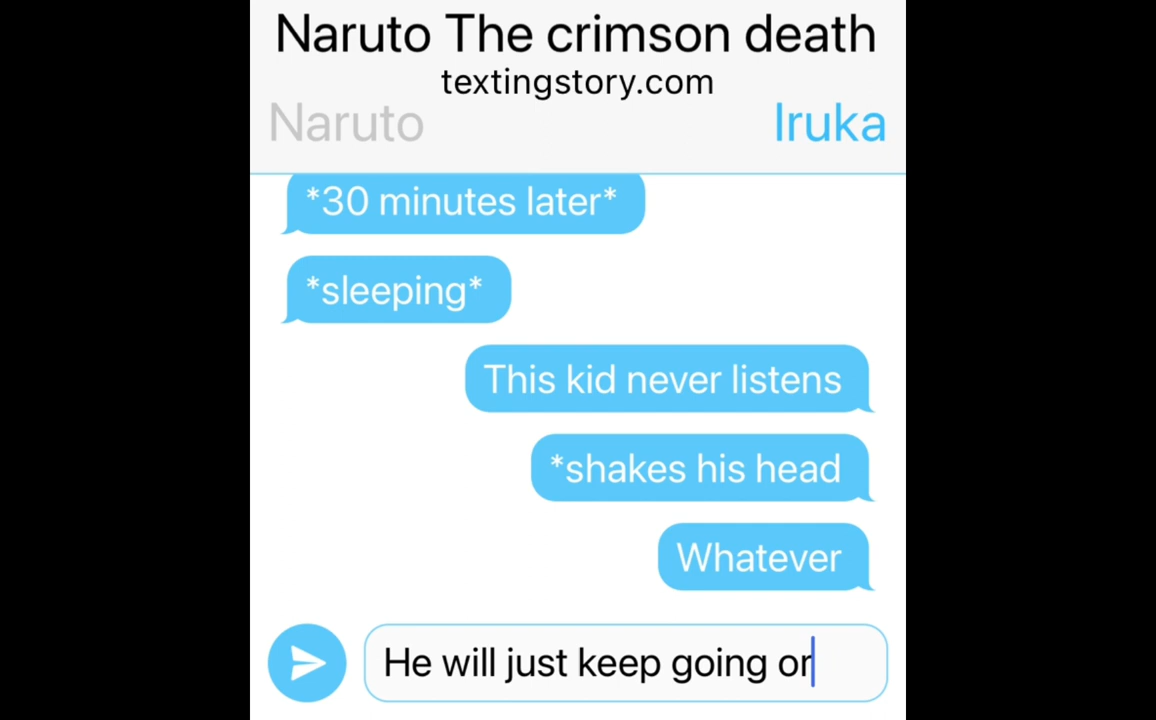 Naruto The crimson death
textingstory.com
Naruto
Iruka
*30 minutes later*
*sleeping*
This kid never listens
*shakes his head
Whatever
He will just keep going or